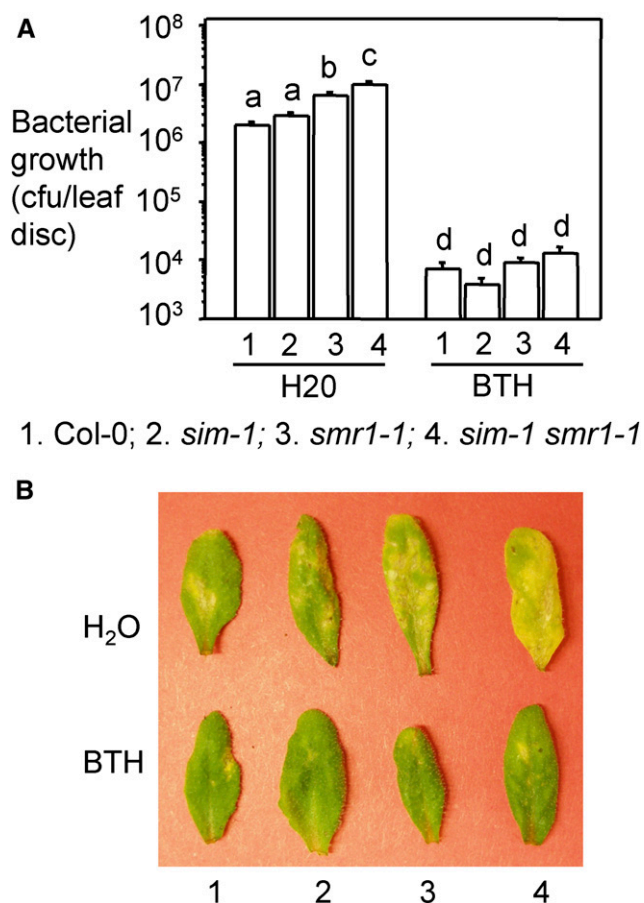 A
Bacterial growth (cfu/leaf disc)
10⁸
10⁷
10⁶
10⁵
10⁴
10³
a a b c d d d d
1 2 3 4 1 2 3 4
H20 BTH
1. Col-0; 2. sim-1; 3. smr1-1; 4. sim-1 smr1-1
B
H₂O
BTH
1 2 3 4